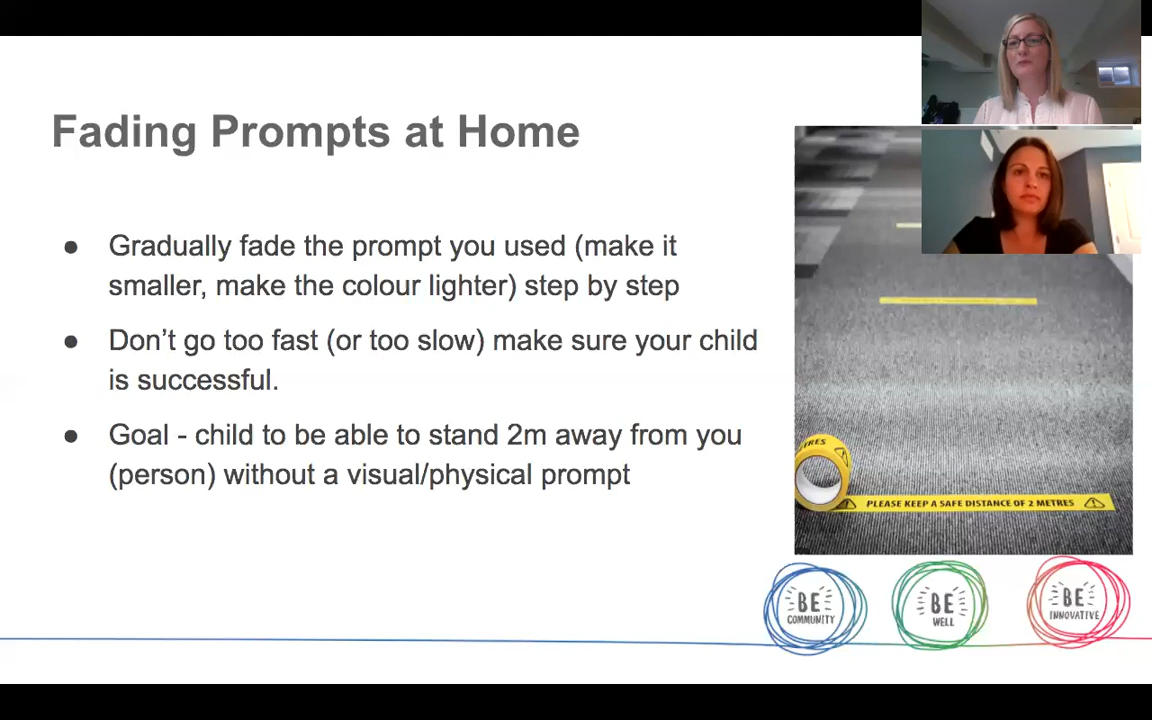 Fading Prompts at Home
● Gradually fade the prompt you used (make it
smaller, make the colour lighter) step by step
● Don't go too fast (or too slow) make sure your child
is successful.
● Goal - child to be able to stand 2m away from you
(person) without a visual/physical prompt
TRES
PLEASE KEEP A SAFE DISTANCE OF 2 METRES
BE
COMMUNITY
BE
WELL
BE
INNOVATIVE